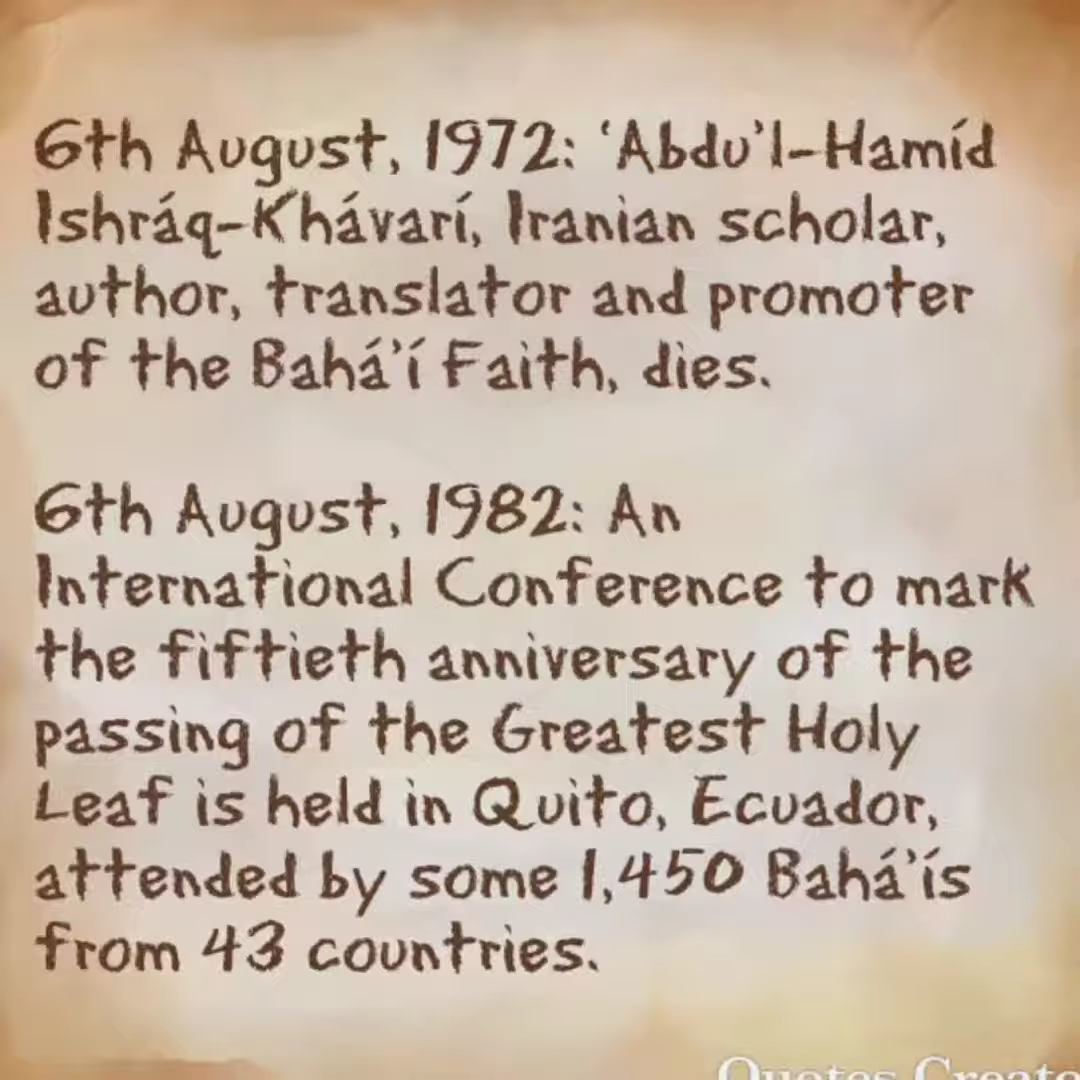 6th August, 1972: ‘Abdu’l-Hamíd
Ishráq-Khávarí, Iranian scholar,
author, translator and promoter
of the Bahá’í Faith, dies.
6th August, 1982: An
International Conference to mark
the fiftieth anniversary of the
passing of the Greatest Holy
Leaf is held in Quito, Ecuador,
attended by some 1,450 Bahá’ís
from 43 countries.
Quotes Creato